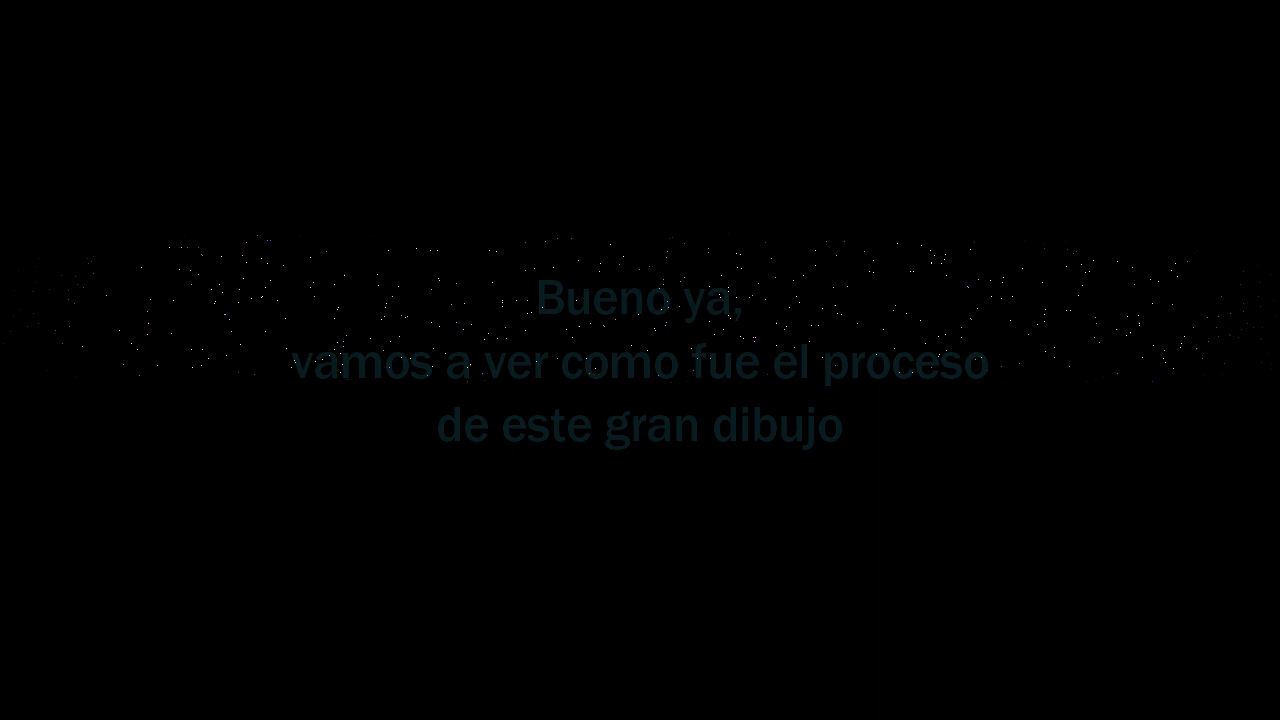 Bueno ya,
vamos a ver como fue el proceso
de este gran dibujo